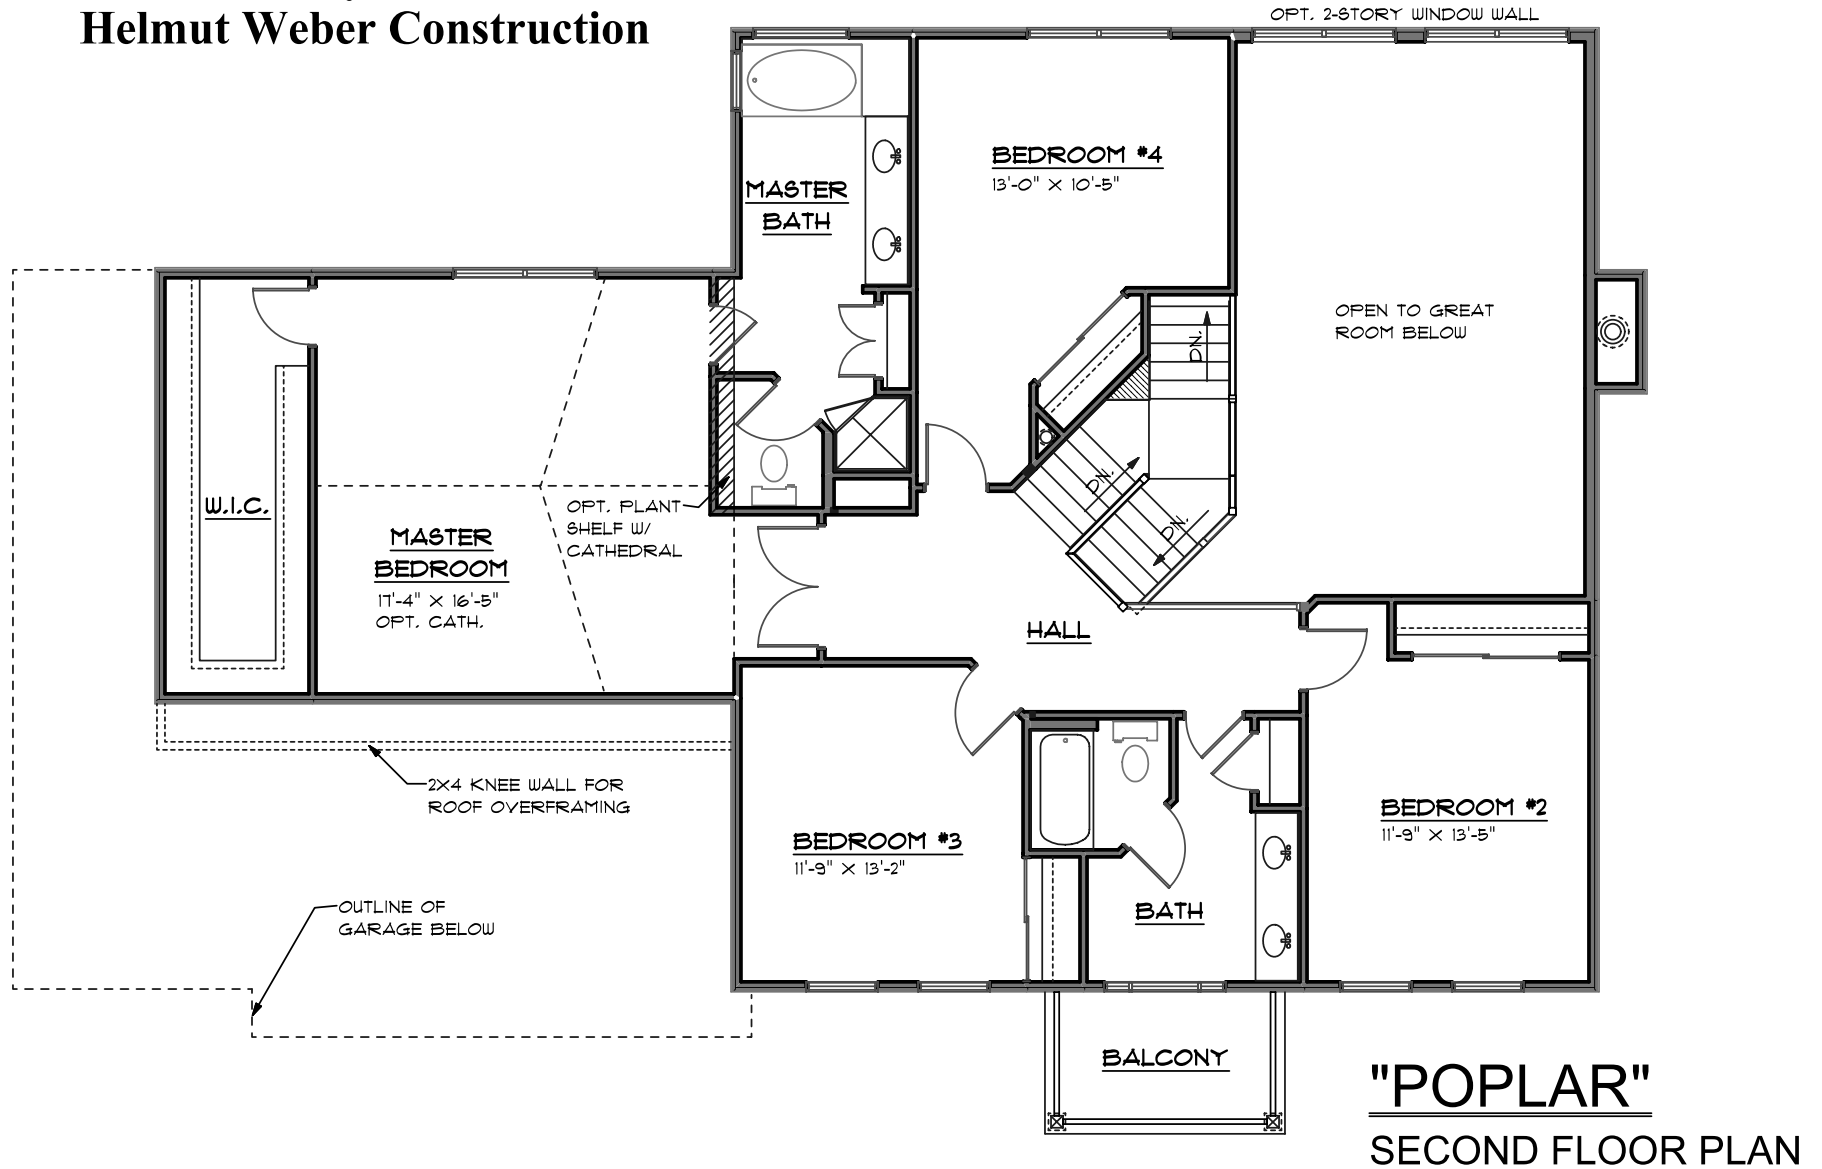 Helmut Weber Construction
OPT. 2-STORY WINDOW WALL
BEDROOM #4
13'-0" X 10'-5"
MASTER
BATH
OPEN TO GREAT
ROOM BELOW
DN.
DN.
DN.
W.I.C.
OPT. PLANT
SHELF W/
CATHEDRAL
MASTER
BEDROOM
17'-4" X 16'-5"
OPT. CATH.
HALL
2X4 KNEE WALL FOR
ROOF OVERFRAMING
BEDROOM #3
11'-9" X 13'-2"
BEDROOM #2
11'-9" X 13'-5"
OUTLINE OF
GARAGE BELOW
BATH
BALCONY
"POPLAR"
SECOND FLOOR PLAN